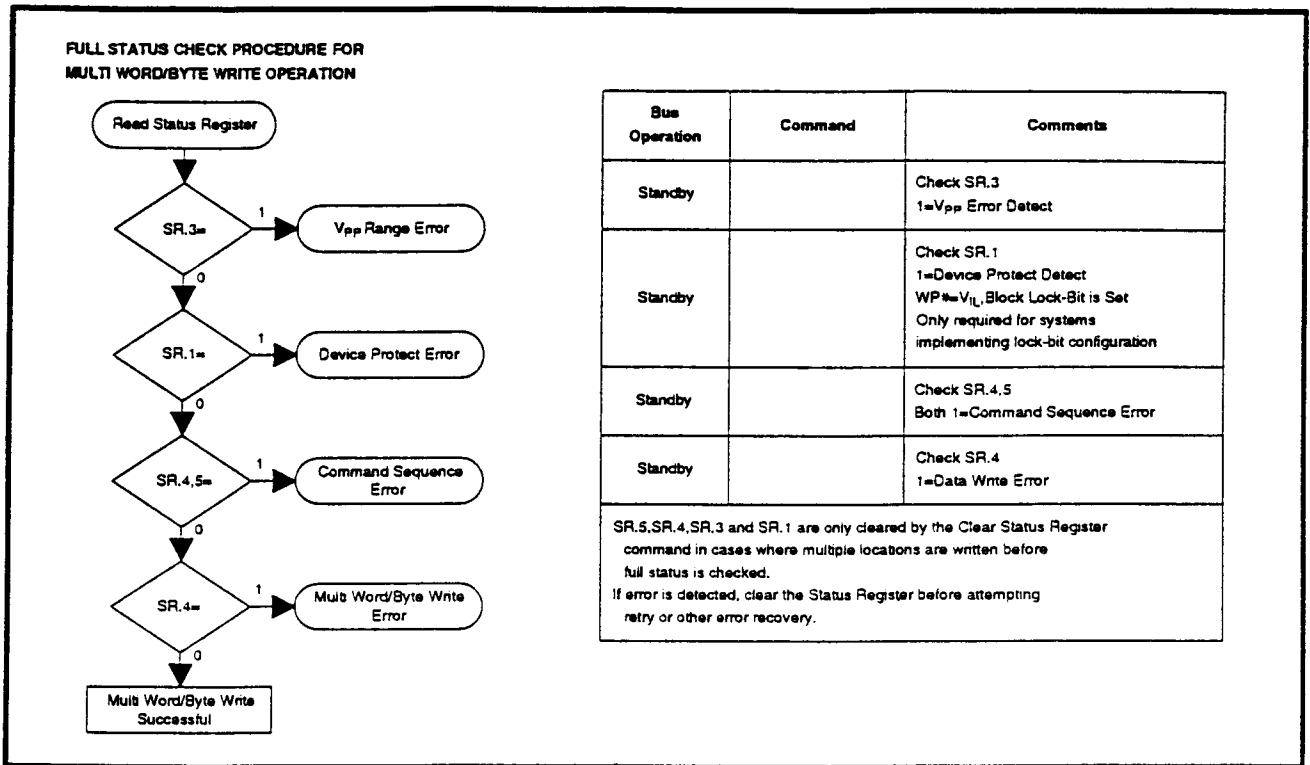 FULL STATUS CHECK PROCEDURE FOR
MULTI WORD/BYTE WRITE OPERATION
Read Status Register
SR.3=
1
VPP Range Error
0
SR.1=
1
Device Protect Error
0
SR.4,5=
1
Command Sequence
Error
0
SR.4=
1
Multi Word/Byte Write
Error
0
Multi Word/Byte Write
Successful
Bus
Operation
Command
Comments
Standby
Check SR.3
1=VPP Error Detect
Standby
Check SR.1
1=Device Protect Detect
WP#=VIL,Block Lock-Bit is Set
Only required for systems
implementing lock-bit configuration
Standby
Check SR.4,5
Both 1=Command Sequence Error
Standby
Check SR.4
1=Data Write Error
SR.5,SR.4,SR.3 and SR.1 are only cleared by the Clear Status Register
command in cases where multiple locations are written before
full status is checked.
If error is detected, clear the Status Register before attempting
retry or other error recovery.